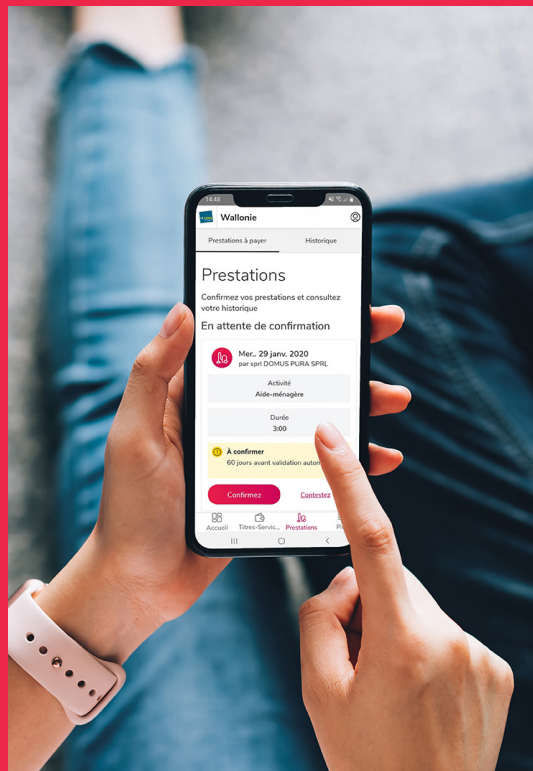 14:48
Wallonie
Prestations à payer
Historique
Prestations
Confirmez vos prestations et consultez
votre historique
En attente de confirmation
Mer.. 29 janv. 2020
par sprl DOMUS PURA SPRL
Activité
Aide-ménagère
Durée
3:00
À confirmer
60 jours avant validation autom
Confirmez
Contestez
Accueil
Titres-Servic...
Prestations